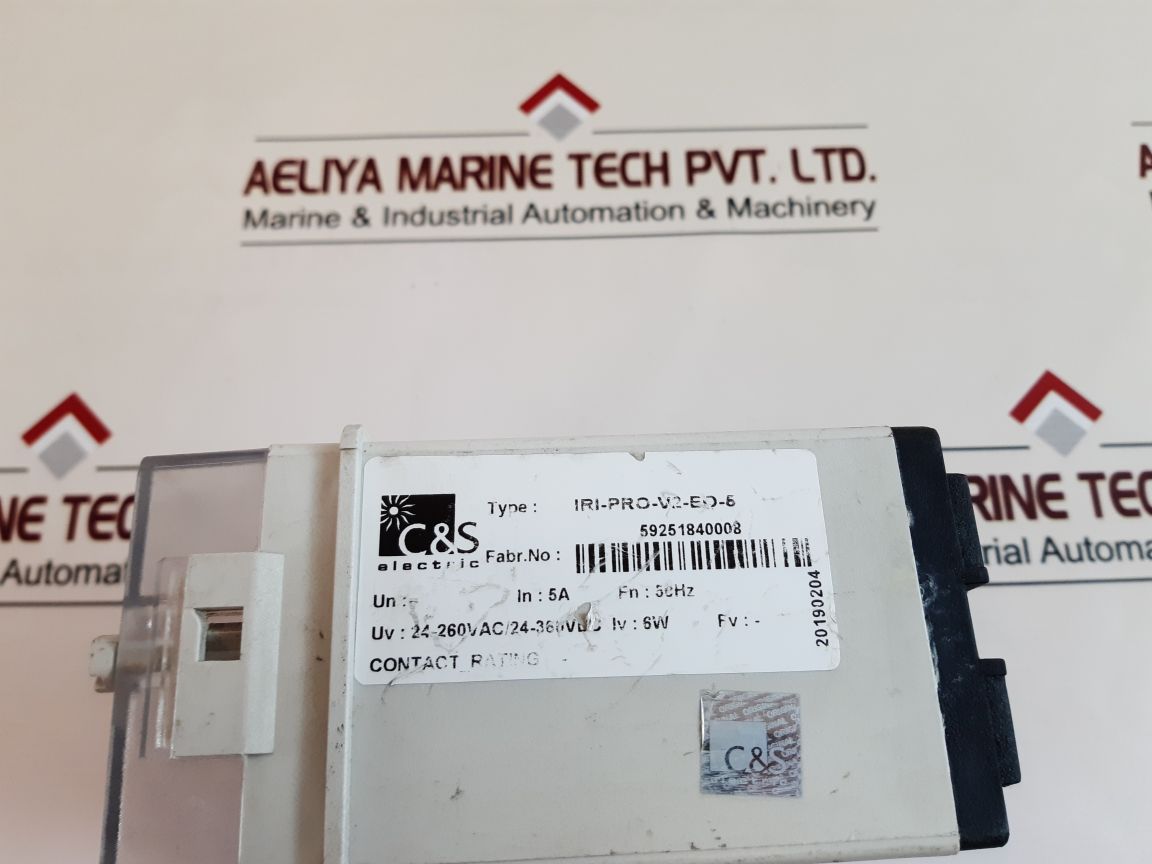 AELIYA MARINE TECH PVT. LTD.
Marine & Industrial Automation & Machinery
A
VE TEC
Automa
RINE TECH
rial Automa
C&S
electric
Type : IRI-PRO-V2-EO-5
59251840008
Fabr.No :
Un :- In : 5A Fn : 50Hz
Uv : 24-260VAC/24-360VDC Iv : 6W Fv : -
CONTACT RATING -
20190204
C&S